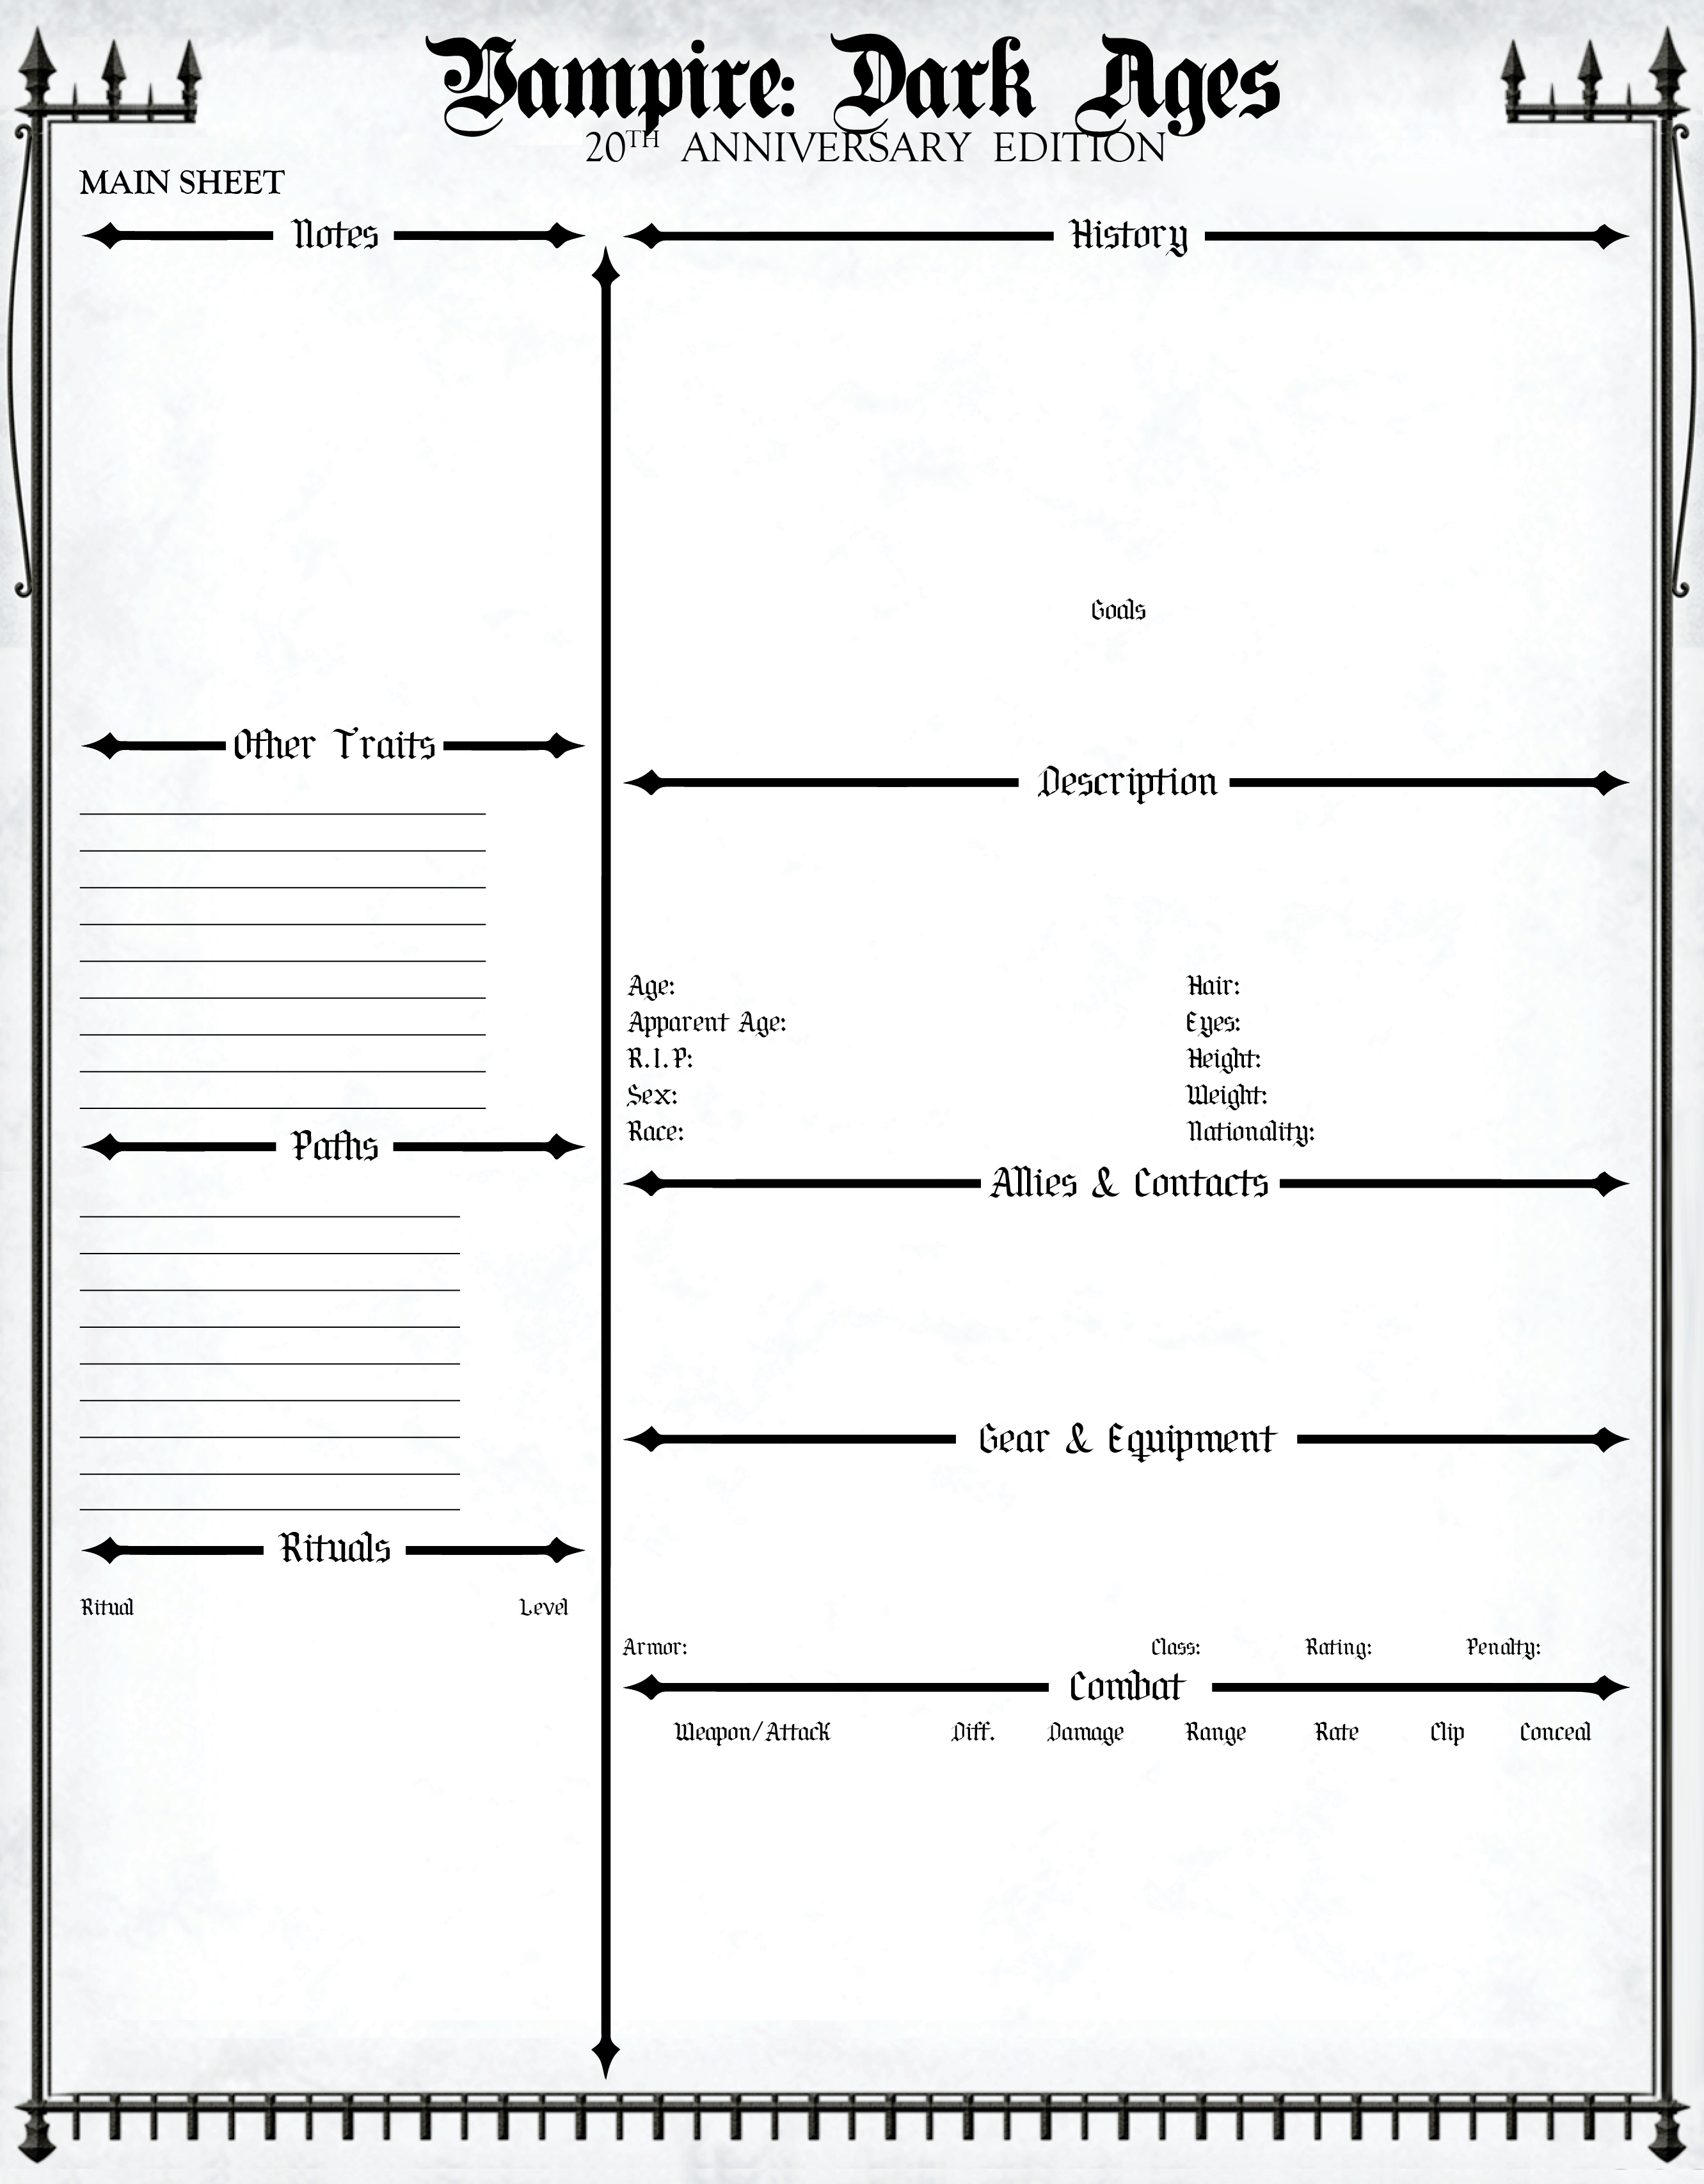 Vampire: Dark Ages
20TH ANNIVERSARY EDITION
MAIN SHEET
Notes
Other Traits
Paths
Rituals
Ritual Level
History
Goals
Description
Age: Hair:
Apparent Age: Eyes:
R.I.P: Height:
Sex: Weight:
Race: Nationality:
Allies & Contacts
Gear & Equipment
Armor: Class: Rating: Penalty:
Combat
Weapon/Attack Diff. Damage Range Rate Clip Conceal